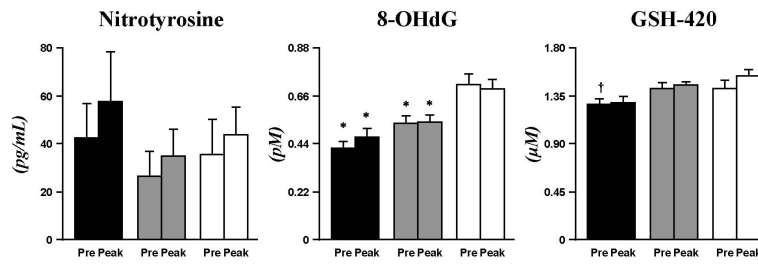 Nitrotyrosine
80
60
40
20
0
(pg/mL)
Pre Peak Pre Peak Pre Peak
8-OHdG
0.88
0.66
0.44
0.22
0
(pM)
* * * *
Pre Peak Pre Peak Pre Peak
GSH-420
1.80
1.35
0.90
0.45
0
(µM)
†
Pre Peak Pre Peak Pre Peak